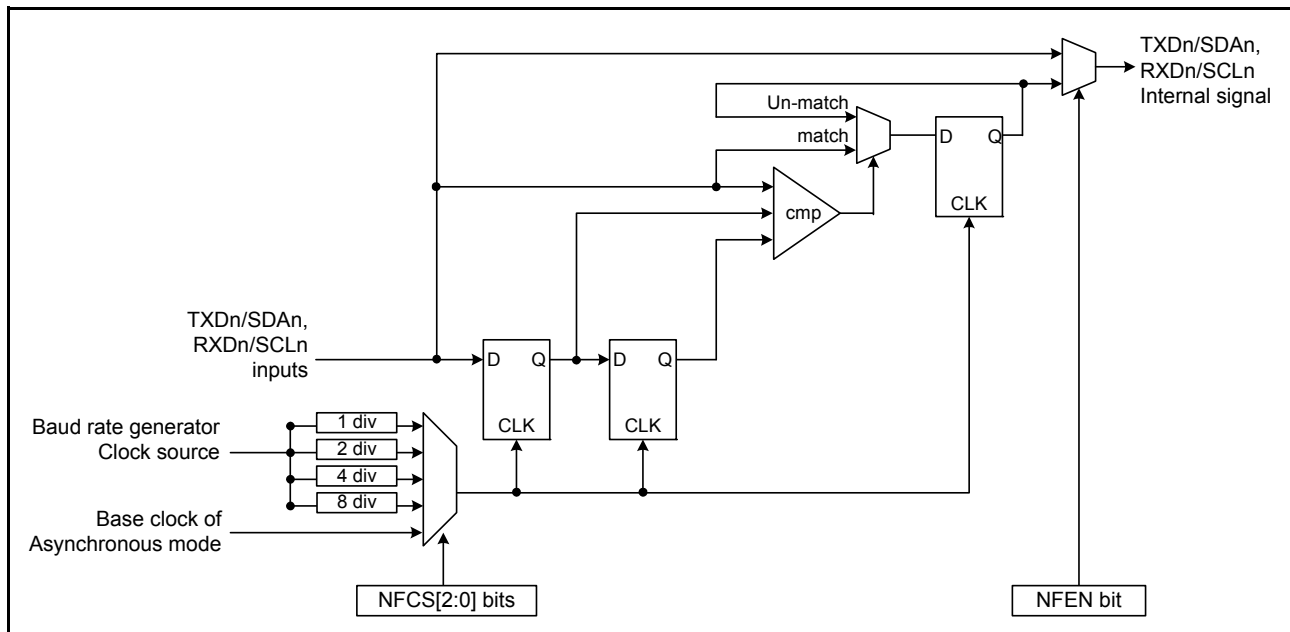 TXDn/SDAn,
RXDn/SCLn
Internal signal
Un-match
match
D
Q
CLK
cmp
TXDn/SDAn,
RXDn/SCLn
inputs
D
Q
CLK
D
Q
CLK
Baud rate generator
Clock source
1 div
2 div
4 div
8 div
Base clock of
Asynchronous mode
NFCS[2:0] bits
NFEN bit